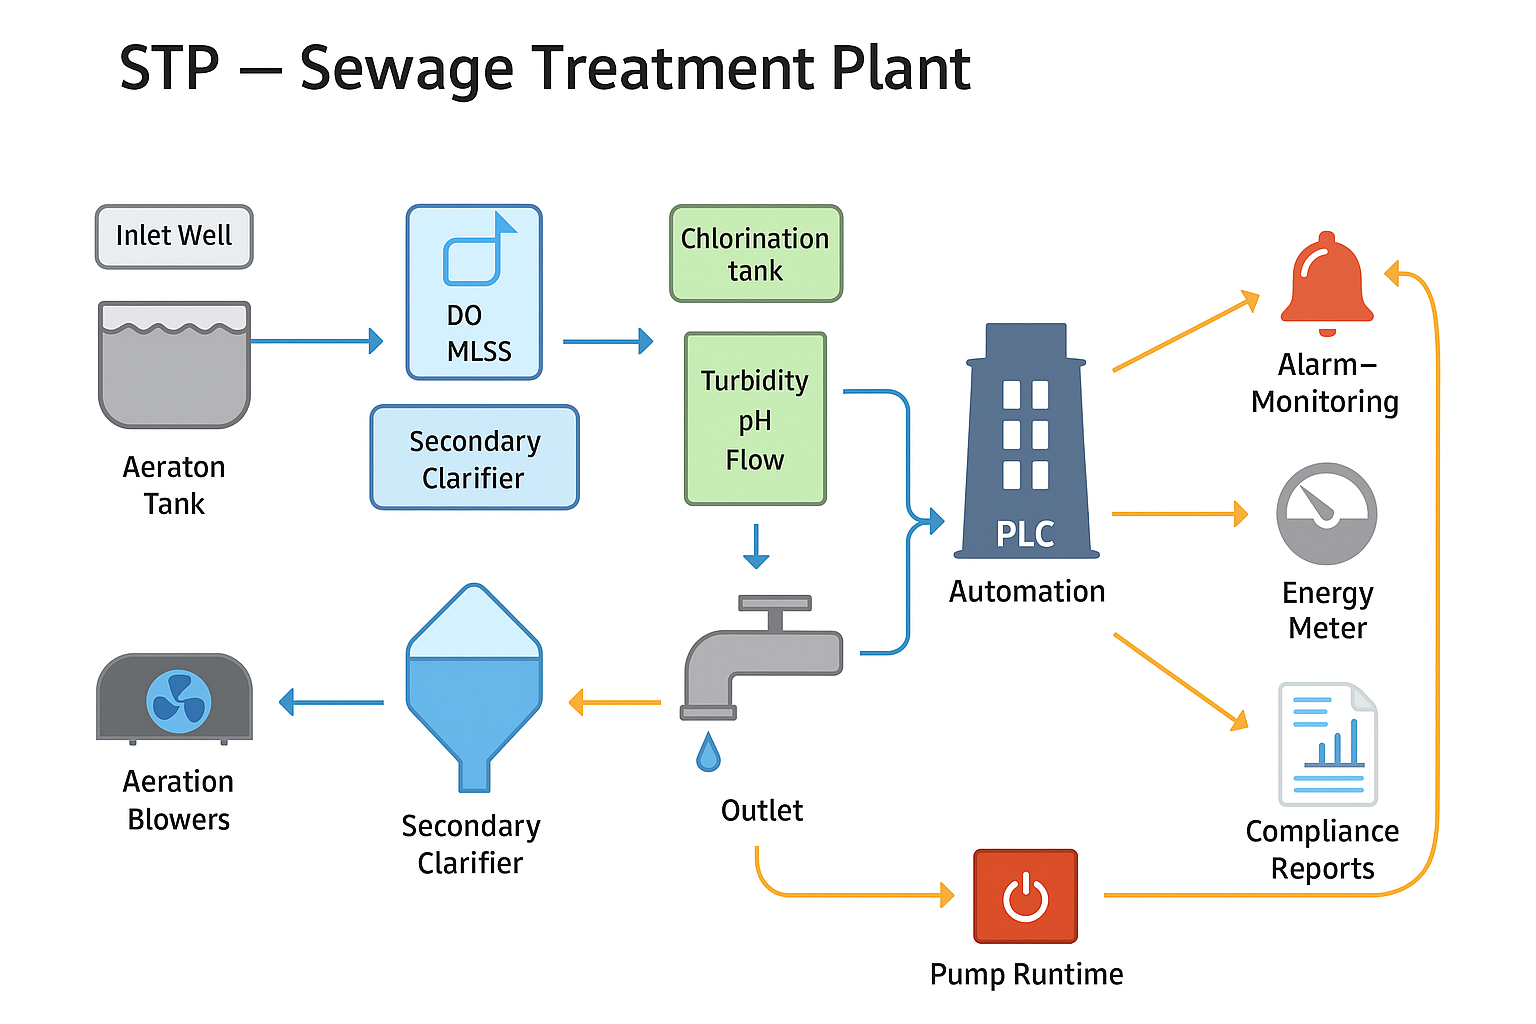 STP – Sewage Treatment Plant
Inlet Well
Aeraton
Tank
DO
MLSS
Secondary
Clarifier
Chlorination
tank
Turbidity
pH
Flow
PLC
Automation
Alarm–
Monitoring
Energy
Meter
Compliance
Reports
Aeration
Blowers
Secondary
Clarifier
Outlet
Pump Runtime